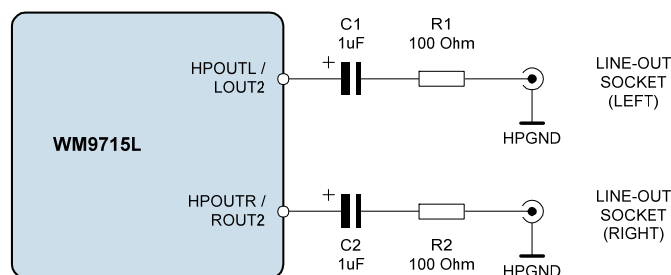 C1
1uF
R1
100 Ohm
+
HPOUTL /
LOUT2
LINE-OUT
SOCKET
(LEFT)
HPGND
WM9715L
HPOUTR /
ROUT2
+
C2
1uF
R2
100 Ohm
LINE-OUT
SOCKET
(RIGHT)
HPGND